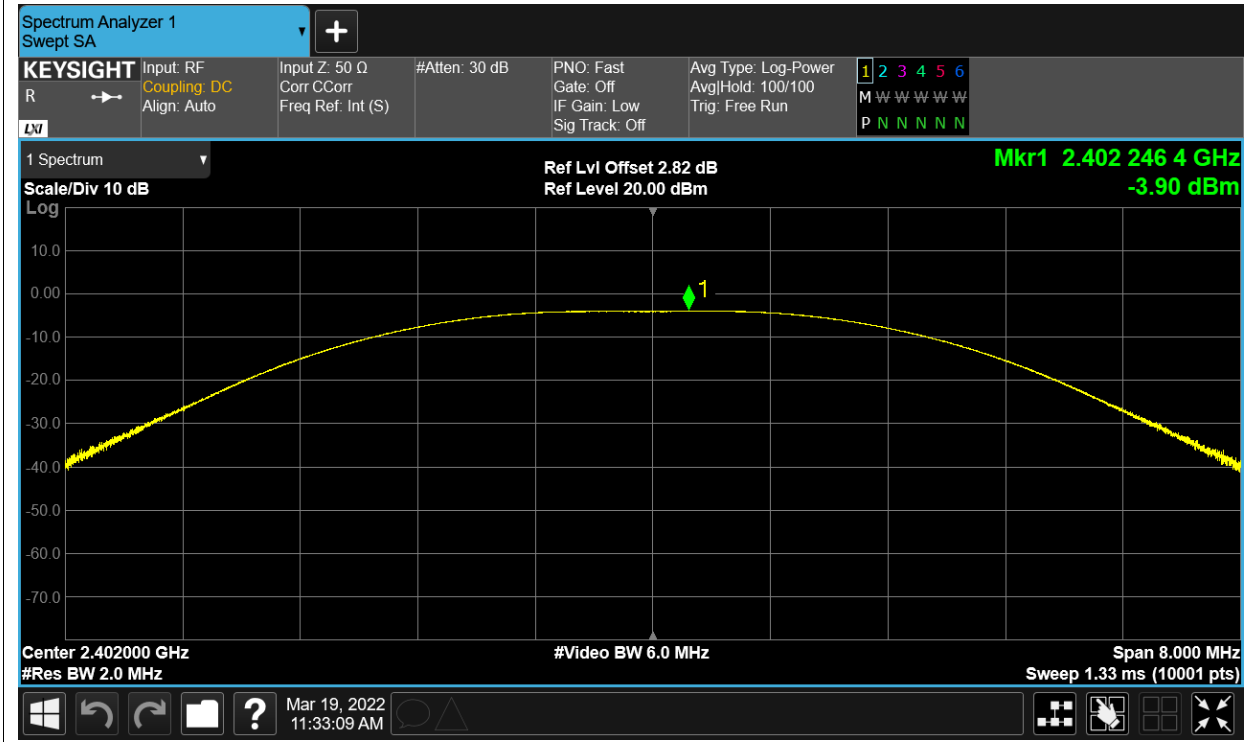 Spectrum Analyzer 1
Swept SA
+
KEYSIGHT
R
LXI
Input: RF
Coupling: DC
Align: Auto
Input Z: 50 Ω
Corr CCorr
Freq Ref: Int (S)
#Atten: 30 dB
PNO: Fast
Gate: Off
IF Gain: Low
Sig Track: Off
Avg Type: Log-Power
Avg|Hold: 100/100
Trig: Free Run
1 2 3 4 5 6
M W W W W W
P N N N N N
1 Spectrum
Scale/Div 10 dB
Log
Ref Lvl Offset 2.82 dB
Ref Level 20.00 dBm
Mkr1 2.402 246 4 GHz
-3.90 dBm
10.0
0.00
-10.0
-20.0
-30.0
-40.0
-50.0
-60.0
-70.0
1
Center 2.402000 GHz
#Res BW 2.0 MHz
#Video BW 6.0 MHz
Span 8.000 MHz
Sweep 1.33 ms (10001 pts)
?
Mar 19, 2022
11:33:09 AM